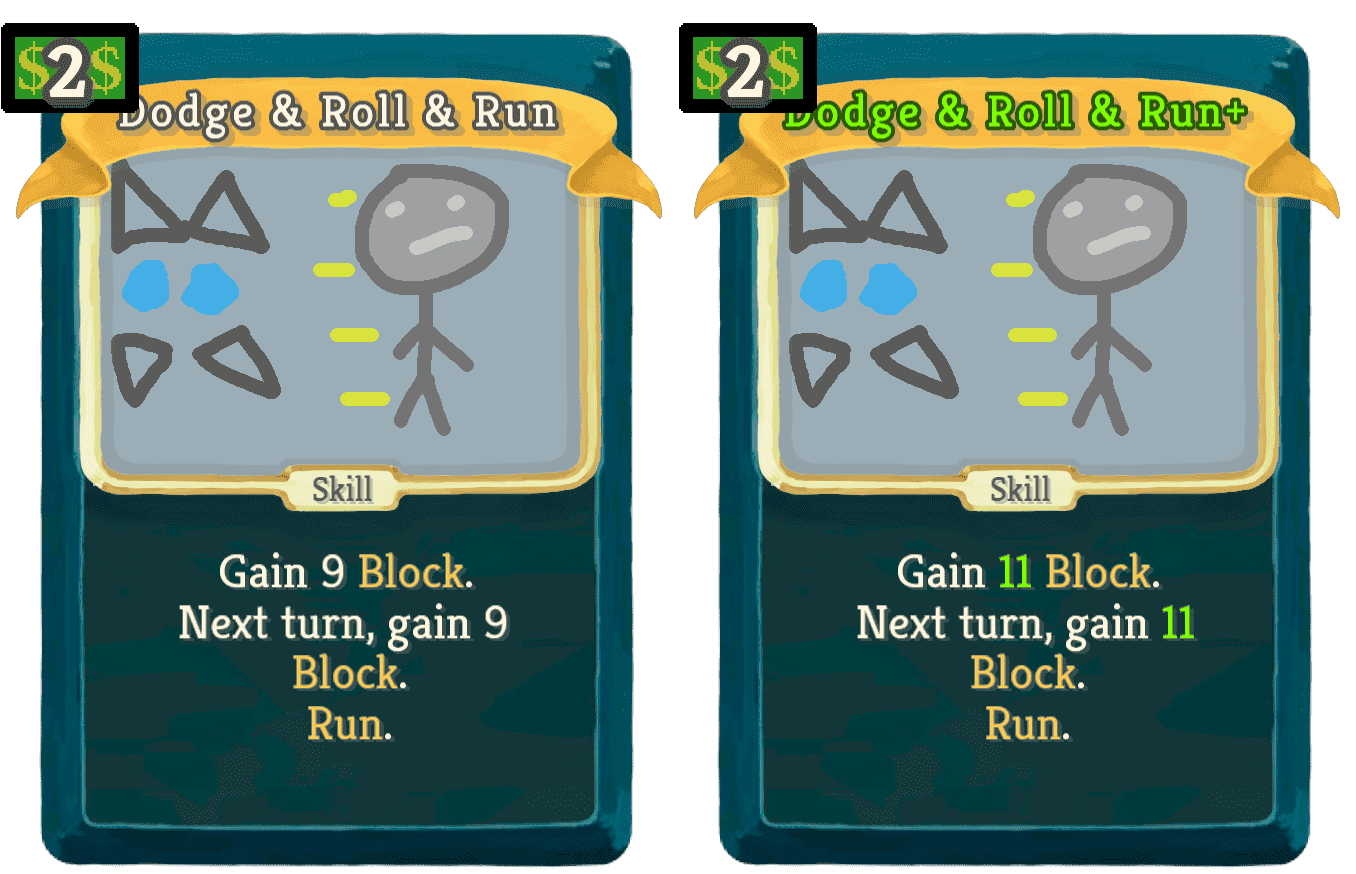 $2$
Dodge & Roll & Run
Skill
Gain 9 Block.
Next turn, gain 9
Block.
Run.
$2$
Dodge & Roll & Run+
Skill
Gain 11 Block.
Next turn, gain 11
Block.
Run.